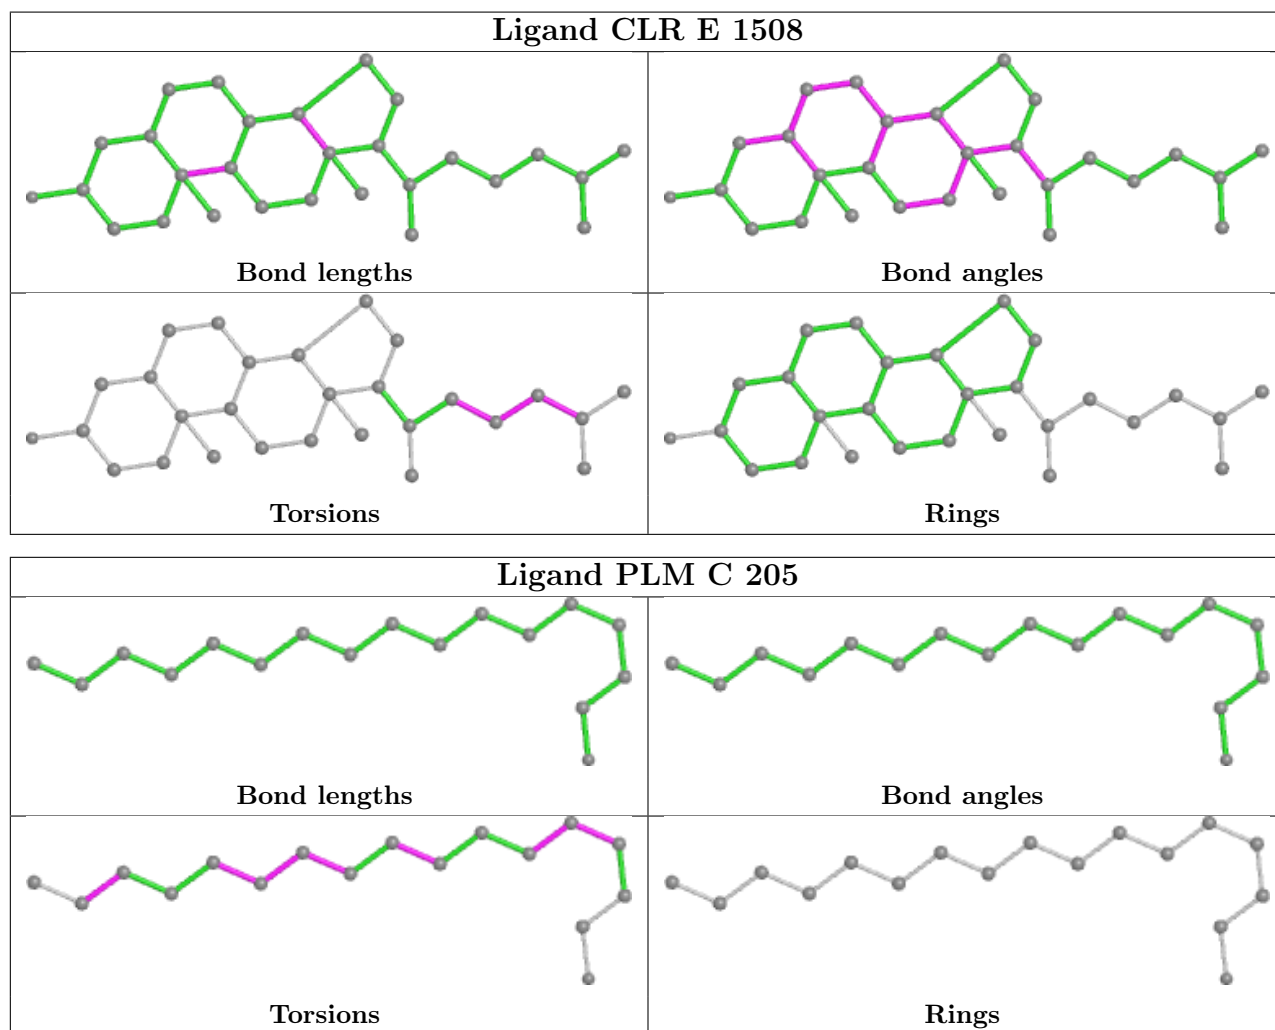 Ligand CLR E 1508
Bond lengths
Bond angles
Torsions
Rings
Ligand PLM C 205
Bond lengths
Bond angles
Torsions
Rings